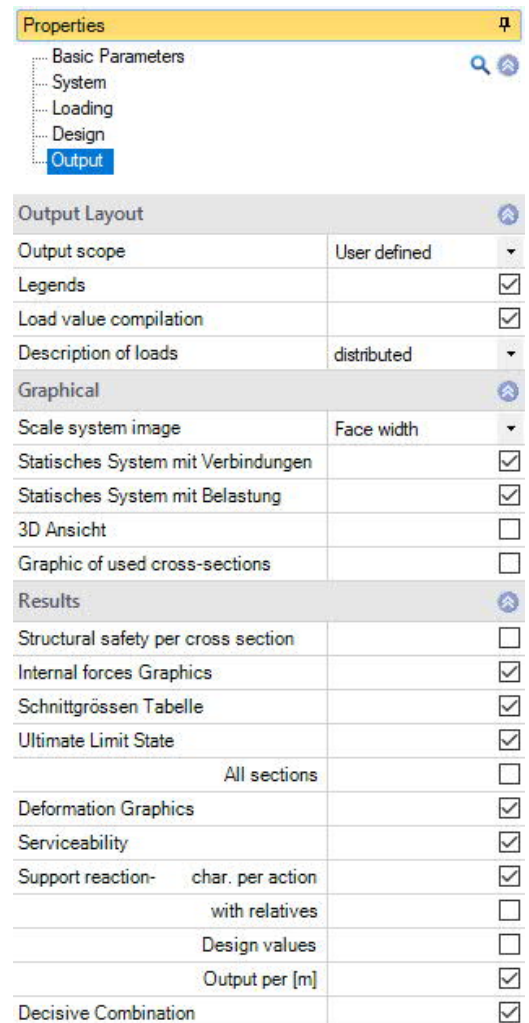 Properties
Basic Parameters
System
Loading
Design
Output
Output Layout
Output scope User defined
Legends
Load value compilation
Description of loads distributed
Graphical
Scale system image Face width
Statisches System mit Verbindungen
Statisches System mit Belastung
3D Ansicht
Graphic of used cross-sections
Results
Structural safety per cross section
Internal forces Graphics
Schnittgrössen Tabelle
Ultimate Limit State
All sections
Deformation Graphics
Serviceability
Support reaction- char. per action
with relatives
Design values
Output per [m]
Decisive Combination